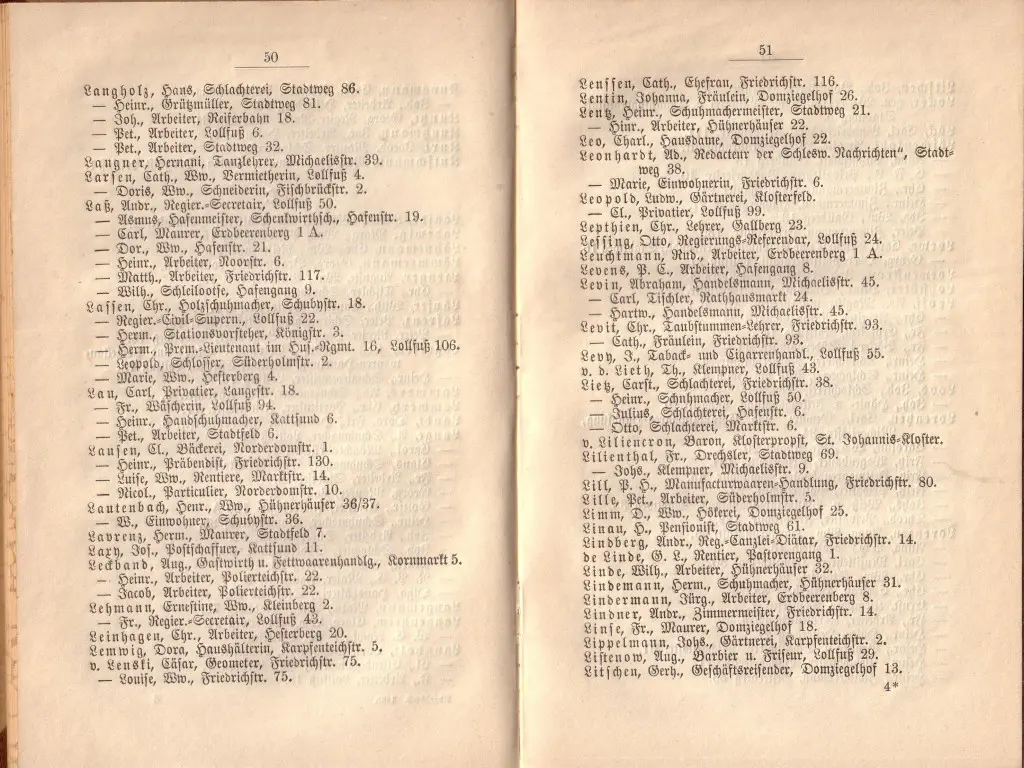 50
Langholz, Hans, Schlachterei, Stadtweg 86.
— Heinr., Grützmüller, Stadtweg 81.
— Joh., Arbeiter, Reiferbahn 18.
— Pet., Arbeiter, Lollfuß 6.
— Pet., Arbeiter, Stadtweg 32.
Langner, Hernani, Tanzlehrer, Michaelisstr. 39.
Larsen, Cath., Ww., Vermietherin, Lollfuß 4.
— Doris, Ww., Schneiderin, Fischbrückstr. 2.
Laß, Andr., Regier.-Secretair, Lollfuß 50.
— Asmus, Hafenmeister, Schenkwirthsch., Hafenstr. 19.
— Carl, Maurer, Erdbeerenberg 1 A.
— Dor., Ww., Hafenstr. 21.
— Heinr., Arbeiter, Noorstr. 6.
— Matth., Arbeiter, Friedrichstr. 117.
— Wilh., Schleilootse, Hafengang 9.
Lassen, Chr., Holzschuhmacher, Schubystr. 18.
— Regier.-Civil-Supern., Lollfuß 22.
— Herm., Stationsvorsteher, Königstr. 3.
— Herm., Prem.-Lieutenant im Hus.-Rgmt. 16, Lollfuß 106.
— Leopold, Schlosser, Süderholmstr. 2.
— Marie, Ww., Hesterberg 4.
Lau, Carl, Privatier, Langestr. 18.
— Fr., Wäscherin, Lollfuß 94.
— Heinr., Handschuhmacher, Kattsund 6.
— Pet., Arbeiter, Stadtfeld 6.
Lausen, Cl., Bäckerei, Norderdomstr. 1.
— Heinr., Präbendist, Friedrichstr. 130.
— Luise, Ww., Rentiere, Marktstr. 14.
— Nicol., Particulier, Norderdomstr. 10.
Lautenbach, Henr., Ww., Hühnerhäuser 36/37.
— W., Einwohner, Schubystr. 36.
Lavrenz, Herm., Maurer, Stadtfeld 7.
Laxy, Jos., Postschaffner, Kattsund 11.
Leckband, Aug., Gastwirth u. Fettwaarenhandlg., Kornmarkt 5.
— Heinr., Arbeiter, Polierteichstr. 22.
— Jacob, Arbeiter, Polierteichstr. 22.
Lehmann, Ernestine, Ww., Kleinberg 2.
— Fr., Regier.-Secretair, Lollfuß 43.
Leinhagen, Chr., Arbeiter, Hesterberg 20.
Lemwig, Dora, Haushälterin, Karpfenteichstr. 5.
v. Lenski, Cäsar, Geometer, Friedrichstr. 75.
— Louise, Ww., Friedrichstr. 75.
51
Lenssen, Cath., Ehefrau, Friedrichstr. 116.
Lentin, Johanna, Fräulein, Domziegelhof 26.
Lentz, Heinr., Schuhmachermeister, Stadtweg 21.
— Hinr., Arbeiter, Hühnerhäuser 22.
Leo, Charl., Hausdame, Domziegelhof 22.
Leonhardt, Ad., Redacteur der Schlesw. Nachrichten“, Stadt-
weg 38.
— Marie, Einwohnerin, Friedrichstr. 6.
Leopold, Ludw., Gärtnerei, Klosterfeld.
— Cl., Privatier, Lollfuß 99.
Lepthien, Chr., Lehrer, Gallberg 23.
Lessing, Otto, Regierungs-Referendar, Lollfuß 24.
Leuchtmann, Rud., Arbeiter, Erdbeerenberg 1 A.
Levens, P. C., Arbeiter, Hafengang 8.
Levin, Abraham, Handelsmann, Michaelisstr. 45.
— Carl, Tischler, Rathhausmarkt 24.
— Hartw., Handelsmann, Michaelisstr. 45.
Levit, Chr., Taubstummen-Lehrer, Friedrichstr. 93.
— Cath., Fräulein, Friedrichstr. 93.
Levy, J., Taback- und Cigarrenhandl., Lollfuß 55.
v. d. Lieth, Th., Klempner, Lollfuß 43.
Lietz, Carst., Schlachterei, Friedrichstr. 38.
— Heinr., Schuhmacher, Lollfuß 50.
— Julius, Schlachterei, Hafenstr. 6.
— Otto, Schlachterei, Marktstr. 6.
v. Liliencron, Baron, Klosterpropst, St. Johannis-Kloster.
Lilienthal, Fr., Drechsler, Stadtweg 69.
— Johs., Klempner, Michaelisstr. 9.
Lill, P. H., Manufacturwaaren-Handlung, Friedrichstr. 80.
Lille, Pet., Arbeiter, Süderholmstr. 5.
Limm, D., Ww., Hökerei, Domziegelhof 25.
Linau, H., Pensionist, Stadtweg 61.
Lindberg, Andr., Reg.-Canzlei-Diätar, Friedrichstr. 14.
de Linde, G. L., Rentier, Pastorengang 1.
Linde, Wilh., Arbeiter, Hühnerhäuser 32.
Lindemann, Herm., Schuhmacher, Hühnerhäuser 31.
Lindermann, Jürg., Arbeiter, Erdbeerenberg 8.
Lindner, Andr., Zimmermeister, Friedrichstr. 14.
Linse, Fr., Maurer, Domziegelhof 18.
Lippelmann, Johs., Gärtnerei, Karpfenteichstr. 2.
Listenow, Aug., Barbier u. Friseur, Lollfuß 29.
Litschen, Gerh., Geschäftsreisender, Domziegelhof 13.
4*